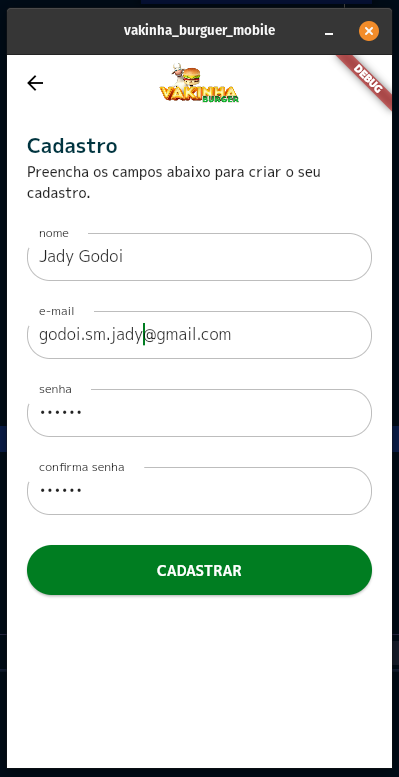 vakinha_burguer_mobile
DEBUG
VAKINHA
BURGER
Cadastro
Preencha os campos abaixo para criar o seu
cadastro.
nome
Jady Godoi
e-mail
godoi.sm.jady@gmail.com
senha
••••••
confirma senha
••••••
CADASTRAR